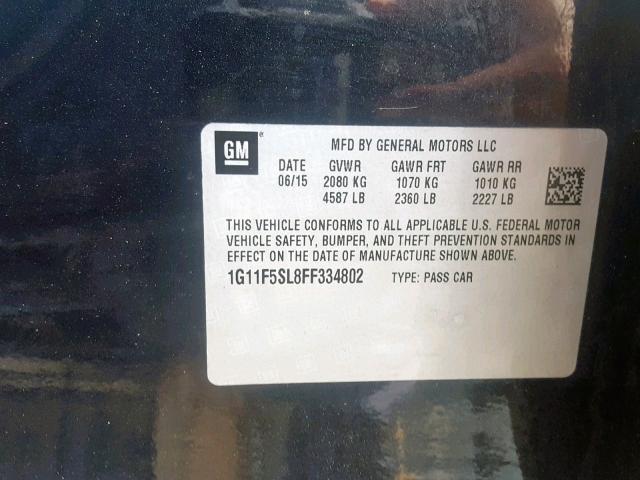 GM ® MFD BY GENERAL MOTORS LLC
DATE GVWR GAWR FRT GAWR RR
06/15 2080 KG 1070 KG 1010 KG
4587 LB 2360 LB 2227 LB
THIS VEHICLE CONFORMS TO ALL APPLICABLE U.S. FEDERAL MOTOR
VEHICLE SAFETY, BUMPER, AND THEFT PREVENTION STANDARDS IN
EFFECT ON THE DATE OF MANUFACTURE SHOWN ABOVE.
1G11F5SL8FF334802 TYPE: PASS CAR